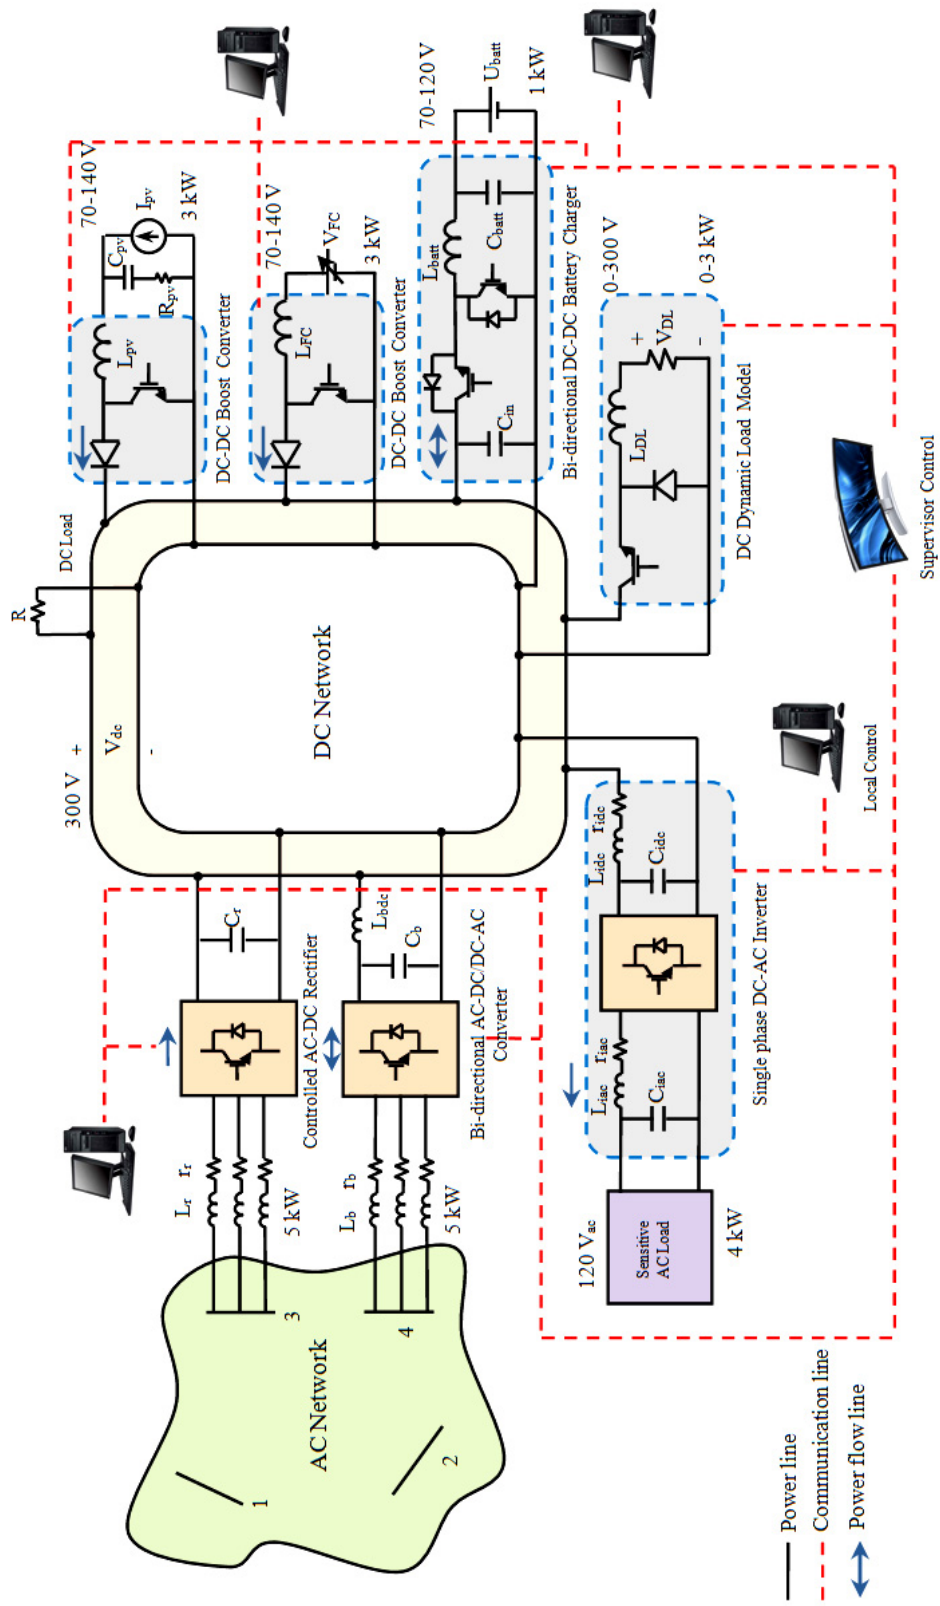 AC Network
1
2
3
4
L_r r_r
5 kW
L_b r_b
5 kW
Controlled AC-DC Rectifier
Bi-directional AC-DC/DC-AC
Converter
C_r
L_bdc
C_b
300 V + 
V_dc
-
DC Network
R
DC Load
70-140 V
C_pv
I_pv
R_pv
3 kW
L_pv
DC-DC Boost Converter
70-140 V
V_FC
3 kW
L_FC
DC-DC Boost Converter
70-120 V
U_batt
1 kW
L_batt
C_batt
C_in
Bi-directional DC-DC Battery Charger
0-300 V
0-3 kW
+
V_DL
-
L_DL
DC Dynamic Load Model
120 V_ac
Sensitive
AC Load
4 kW
L_iac r_iac
C_iac
L_idc r_idc
C_idc
Single phase DC-AC Inverter
Local Control
Supervisor Control
Power line
Communication line
Power flow line